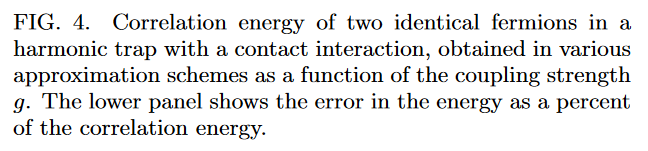 FIG. 4. Correlation energy of two identical fermions in a
harmonic trap with a contact interaction, obtained in various
approximation schemes as a function of the coupling strength
g. The lower panel shows the error in the energy as a percent
of the correlation energy.